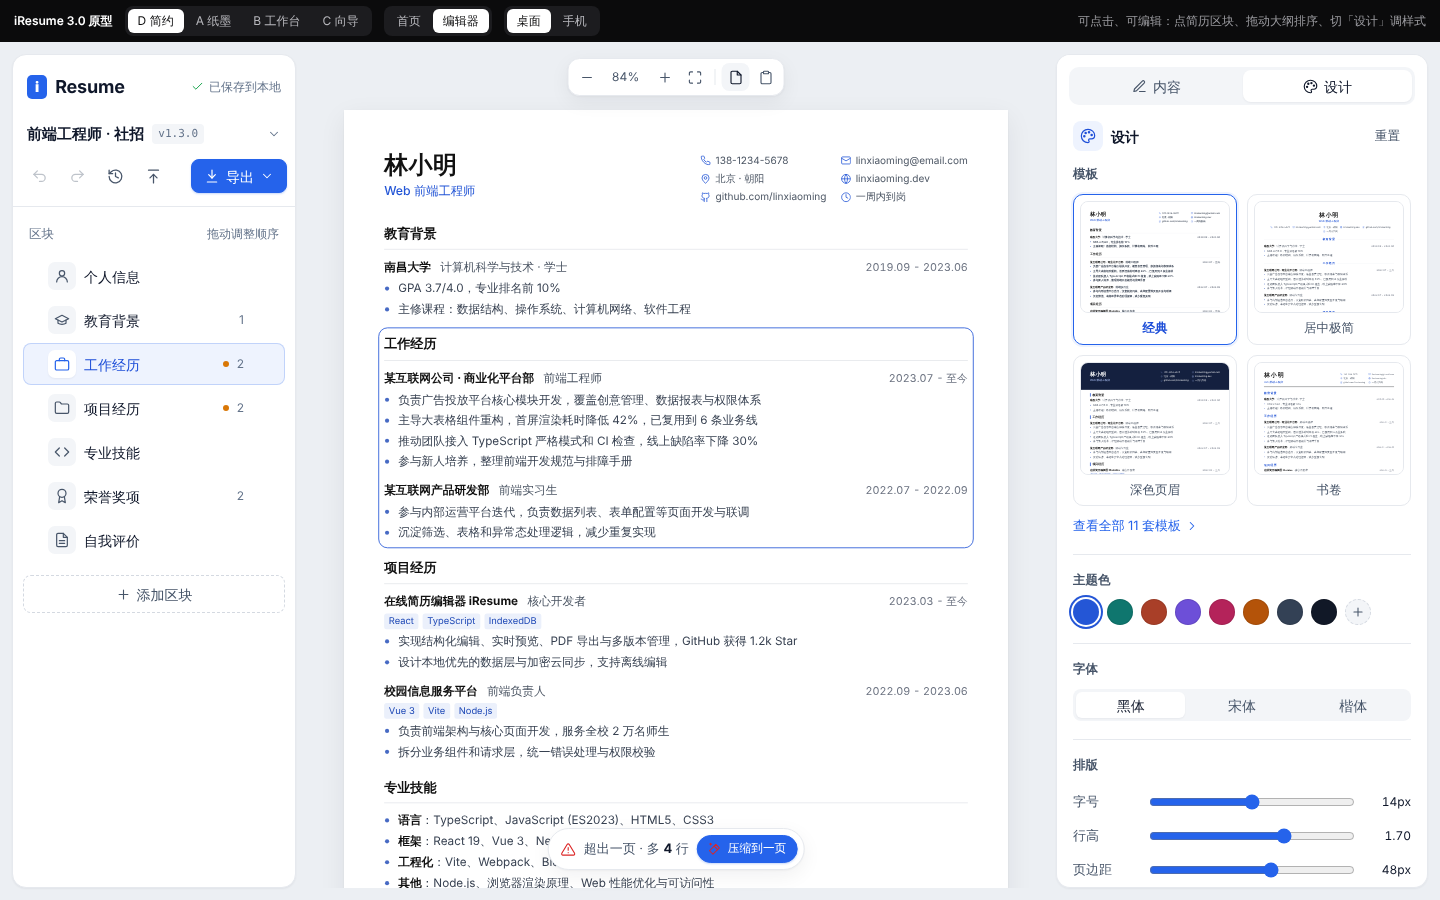 iResume 3.0 原型
D 简约
A 纸墨
B 工作台
C 向导
首页
编辑器
桌面
手机
可点击、可编辑：点简历区块、拖动大纲排序、切「设计」调样式
i
Resume
已保存到本地
前端工程师 · 社招
v1.3.0
导出
区块
拖动调整顺序
个人信息
教育背景
1
工作经历
2
项目经历
2
专业技能
荣誉奖项
2
自我评价
添加区块
84%
林小明
Web 前端工程师
138-1234-5678
linxiaoming@email.com
北京 · 朝阳
linxiaoming.dev
github.com/linxiaoming
一周内到岗
教育背景
南昌大学 计算机科学与技术 · 学士
2019.09 - 2023.06
GPA 3.7/4.0，专业排名前 10%
主修课程：数据结构、操作系统、计算机网络、软件工程
工作经历
某互联网公司 · 商业化平台部 前端工程师
2023.07 - 至今
负责广告投放平台核心模块开发，覆盖创意管理、数据报表与权限体系
主导大表格组件重构，首屏渲染耗时降低 42%，已复用到 6 条业务线
推动团队接入 TypeScript 严格模式和 CI 检查，线上缺陷率下降 30%
参与新人培养，整理前端开发规范与排障手册
某互联网产品研发部 前端实习生
2022.07 - 2022.09
参与内部运营平台迭代，负责数据列表、表单配置等页面开发与联调
沉淀筛选、表格和异常态处理逻辑，减少重复实现
项目经历
在线简历编辑器 iResume 核心开发者
2023.03 - 至今
React
TypeScript
IndexedDB
实现结构化编辑、实时预览、PDF 导出与多版本管理，GitHub 获得 1.2k Star
设计本地优先的数据层与加密云同步，支持离线编辑
校园信息服务平台 前端负责人
2022.09 - 2023.06
Vue 3
Vite
Node.js
负责前端架构与核心页面开发，服务全校 2 万名师生
拆分业务组件和请求层，统一错误处理与权限校验
专业技能
语言：TypeScript、JavaScript (ES2023)、HTML5、CSS3
框架：React 19、Vue 3、Ne
工程化：Vite、Webpack、
其他：Node.js、浏览器渲染原理、Web 性能优化与可访问性
超出一页 · 多 4 行
压缩到一页
内容
设计
设计
重置
模板
林小明
林小明
经典
居中极简
林小明
林小明
深色页眉
书卷
查看全部 11 套模板
主题色
字体
黑体
宋体
楷体
排版
字号
14px
行高
1.70
页边距
48px